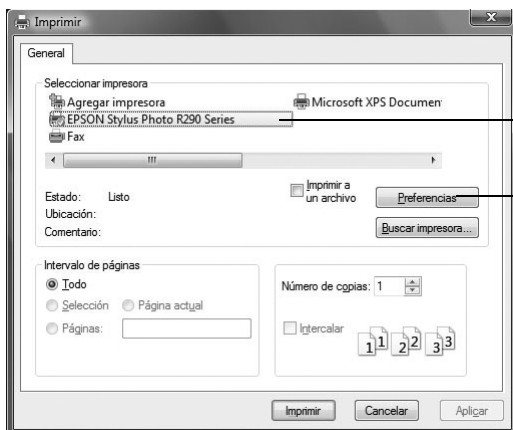 Imprimir
General
Seleccionar impresora
Agregar impresora
Microsoft XPS Documen
EPSON Stylus Photo R290 Series
Fax
Estado: Listo
Imprimir a un archivo
Preferencias
Ubicación:
Comentario:
Buscar impresora...
Intervalo de páginas
Todo
Selección
Página actual
Páginas:
Número de copias: 1
Intercalar
1 1 2 2 3 3
Imprimir
Cancelar
Aplicar